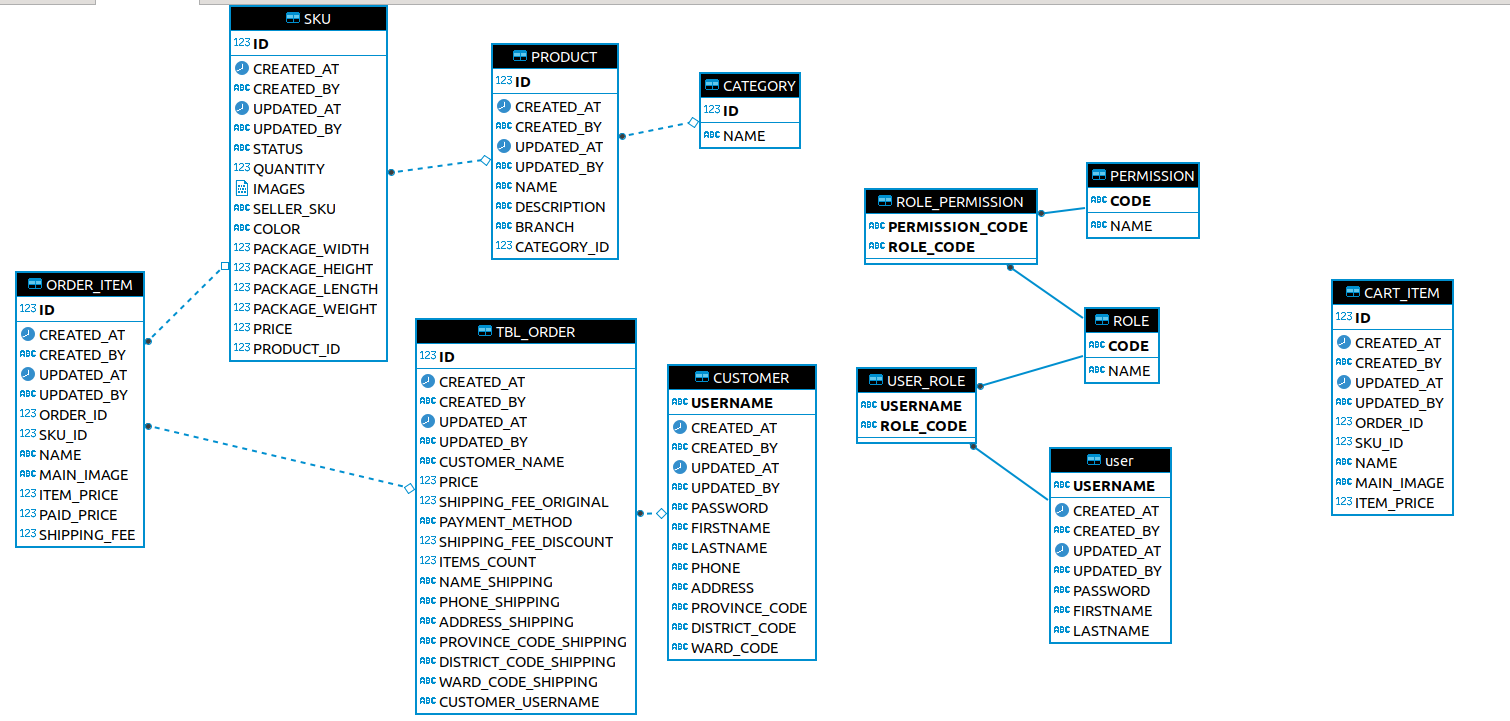 SKU
123 ID
CREATED_AT
ABC CREATED_BY
UPDATED_AT
ABC UPDATED_BY
ABC STATUS
123 QUANTITY
IMAGES
ABC SELLER_SKU
ABC COLOR
123 PACKAGE_WIDTH
123 PACKAGE_HEIGHT
123 PACKAGE_LENGTH
123 PACKAGE_WEIGHT
123 PRICE
123 PRODUCT_ID
PRODUCT
123 ID
CREATED_AT
ABC CREATED_BY
UPDATED_AT
ABC UPDATED_BY
ABC NAME
ABC DESCRIPTION
ABC BRANCH
123 CATEGORY_ID
CATEGORY
123 ID
ABC NAME
ROLE_PERMISSION
ABC PERMISSION_CODE
ABC ROLE_CODE
PERMISSION
ABC CODE
ABC NAME
ORDER_ITEM
123 ID
CREATED_AT
ABC CREATED_BY
UPDATED_AT
ABC UPDATED_BY
123 ORDER_ID
123 SKU_ID
ABC NAME
ABC MAIN_IMAGE
123 ITEM_PRICE
123 PAID_PRICE
123 SHIPPING_FEE
TBL_ORDER
123 ID
CREATED_AT
ABC CREATED_BY
UPDATED_AT
ABC UPDATED_BY
ABC CUSTOMER_NAME
123 PRICE
123 SHIPPING_FEE_ORIGINAL
ABC PAYMENT_METHOD
123 SHIPPING_FEE_DISCOUNT
123 ITEMS_COUNT
ABC NAME_SHIPPING
ABC PHONE_SHIPPING
ABC ADDRESS_SHIPPING
ABC PROVINCE_CODE_SHIPPING
ABC DISTRICT_CODE_SHIPPING
ABC WARD_CODE_SHIPPING
ABC CUSTOMER_USERNAME
CUSTOMER
ABC USERNAME
CREATED_AT
ABC CREATED_BY
UPDATED_AT
ABC UPDATED_BY
ABC PASSWORD
ABC FIRSTNAME
ABC LASTNAME
ABC PHONE
ABC ADDRESS
ABC PROVINCE_CODE
ABC DISTRICT_CODE
ABC WARD_CODE
USER_ROLE
ABC USERNAME
ABC ROLE_CODE
ROLE
ABC CODE
ABC NAME
user
ABC USERNAME
CREATED_AT
ABC CREATED_BY
UPDATED_AT
ABC UPDATED_BY
ABC PASSWORD
ABC FIRSTNAME
ABC LASTNAME
CART_ITEM
123 ID
CREATED_AT
ABC CREATED_BY
UPDATED_AT
ABC UPDATED_BY
123 ORDER_ID
123 SKU_ID
ABC NAME
ABC MAIN_IMAGE
123 ITEM_PRICE